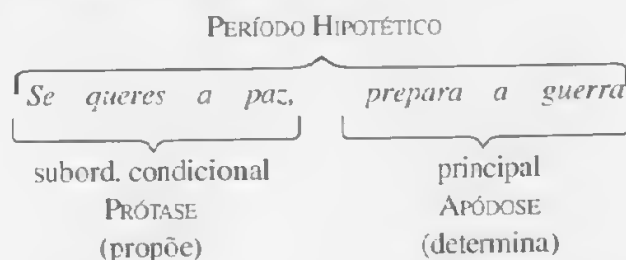 PERÍODO HIPOTÉTICO
Se queres a paz, prepara a guerra
subord. condicional principal
PRÓTASE APÓDOSE
(propõe) (determina)